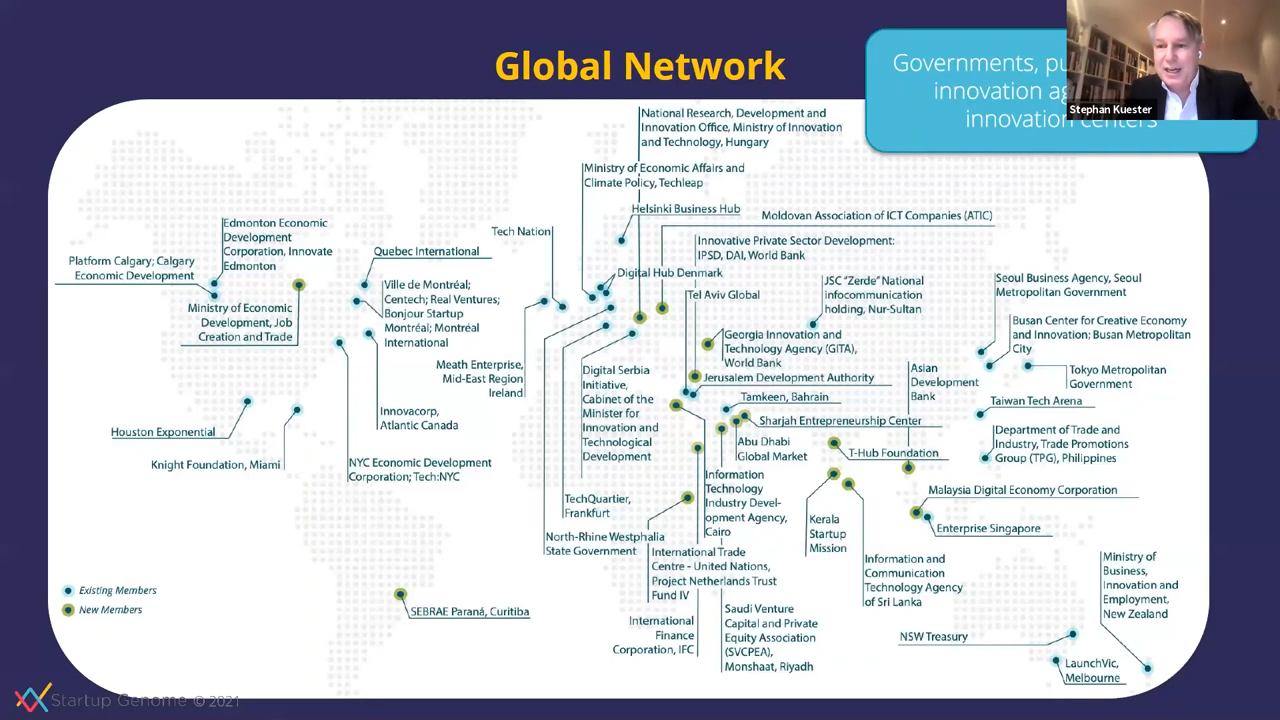 Global Network
Governments, 
innovation
innovation centers
Stephan Kuester
National Research, Development and
Innovation Office, Ministry of Innovation
and Technology, Hungary
Ministry of Economic Affairs and
Climate Policy, Techleap
Helsinki Business Hub
Moldovan Association of ICT Companies (ATIC)
Tech Nation
Innovative Private Sector Development:
IPSD, DAI, World Bank
Digital Hub Denmark
Edmonton Economic
Development
Corporation, Innovate
Edmonton
Platform Calgary; Calgary
Economic Development
Quebec International
Ministry of Economic
Development, Job
Creation and Trade
Ville de Montréal;
Centech; Real Ventures;
Bonjour Startup
Montréal; Montréal
International
Tel Aviv Global
JSC "Zerde" National
infocommunication
holding, Nur-Sultan
Seoul Business Agency, Seoul
Metropolitan Government
Busan Center for Creative Economy
and Innovation; Busan Metropolitan
City
Georgia Innovation and
Technology Agency (GITA),
World Bank
Meath Enterprise,
Mid-East Region
Ireland
Digital Serbia
Initiative,
Cabinet of the
Minister for
Innovation and
Technological
Development
Jerusalem Development Authority
Asian
Development
Bank
Tokyo Metropolitan
Government
Tamkeen, Bahrain
Taiwan Tech Arena
Innovacorp,
Atlantic Canada
Sharjah Entrepreneurship Center
Houston Exponential
Abu Dhabi
Global Market
T-Hub Foundation
Department of Trade and
Industry, Trade Promotions
Group (TPG), Philippines
Knight Foundation, Miami
NYC Economic Development
Corporation; Tech:NYC
Information
Technology
Industry Devel-
opment Agency,
Cairo
Malaysia Digital Economy Corporation
TechQuartier,
Frankfurt
Kerala
Startup
Mission
Enterprise Singapore
North-Rhine Westphalia
State Government
International Trade
Centre - United Nations,
Project Netherlands Trust
Fund IV
Information and
Communication
Technology Agency
of Sri Lanka
Ministry of
Business,
Innovation and
Employment,
New Zealand
Existing Members
New Members
SEBRAE Paraná, Curitiba
International
Finance
Corporation, IFC
Saudi Venture
Capital and Private
Equity Association
(SVCPEA),
Monshaat, Riyadh
NSW Treasury
LaunchVic,
Melbourne
Startup Genome © 2021